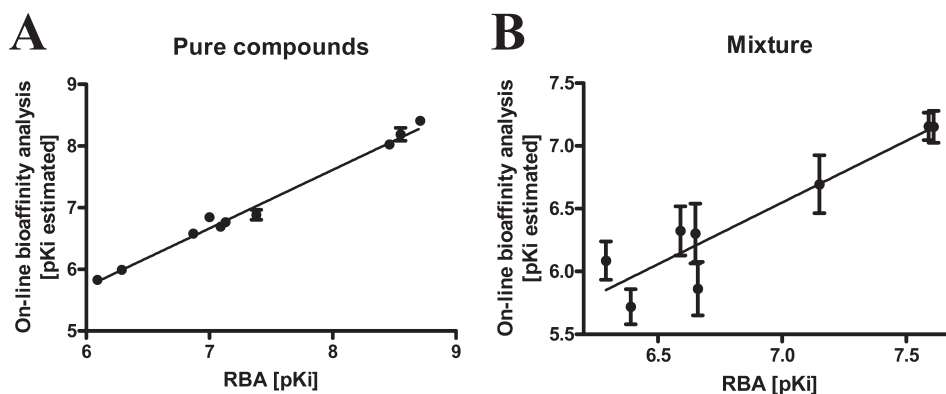 A
Pure compounds
On-line bioaffinity analysis
[pKi estimated]
9
8
7
6
5
6
7
8
9
RBA [pKi]
B
Mixture
On-line bioaffinity analysis
[pKi estimated]
7.5
7.0
6.5
6.0
5.5
6.5
7.0
7.5
RBA [pKi]